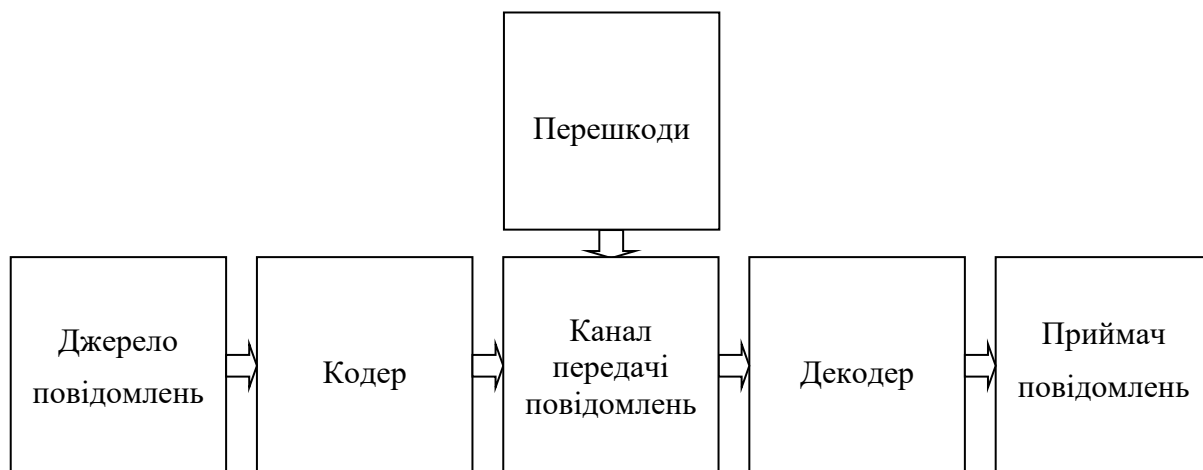 Перешкоди
Джерело
повідомлень
Кодер
Канал
передачі
повідомлень
Декодер
Приймач
повідомлень